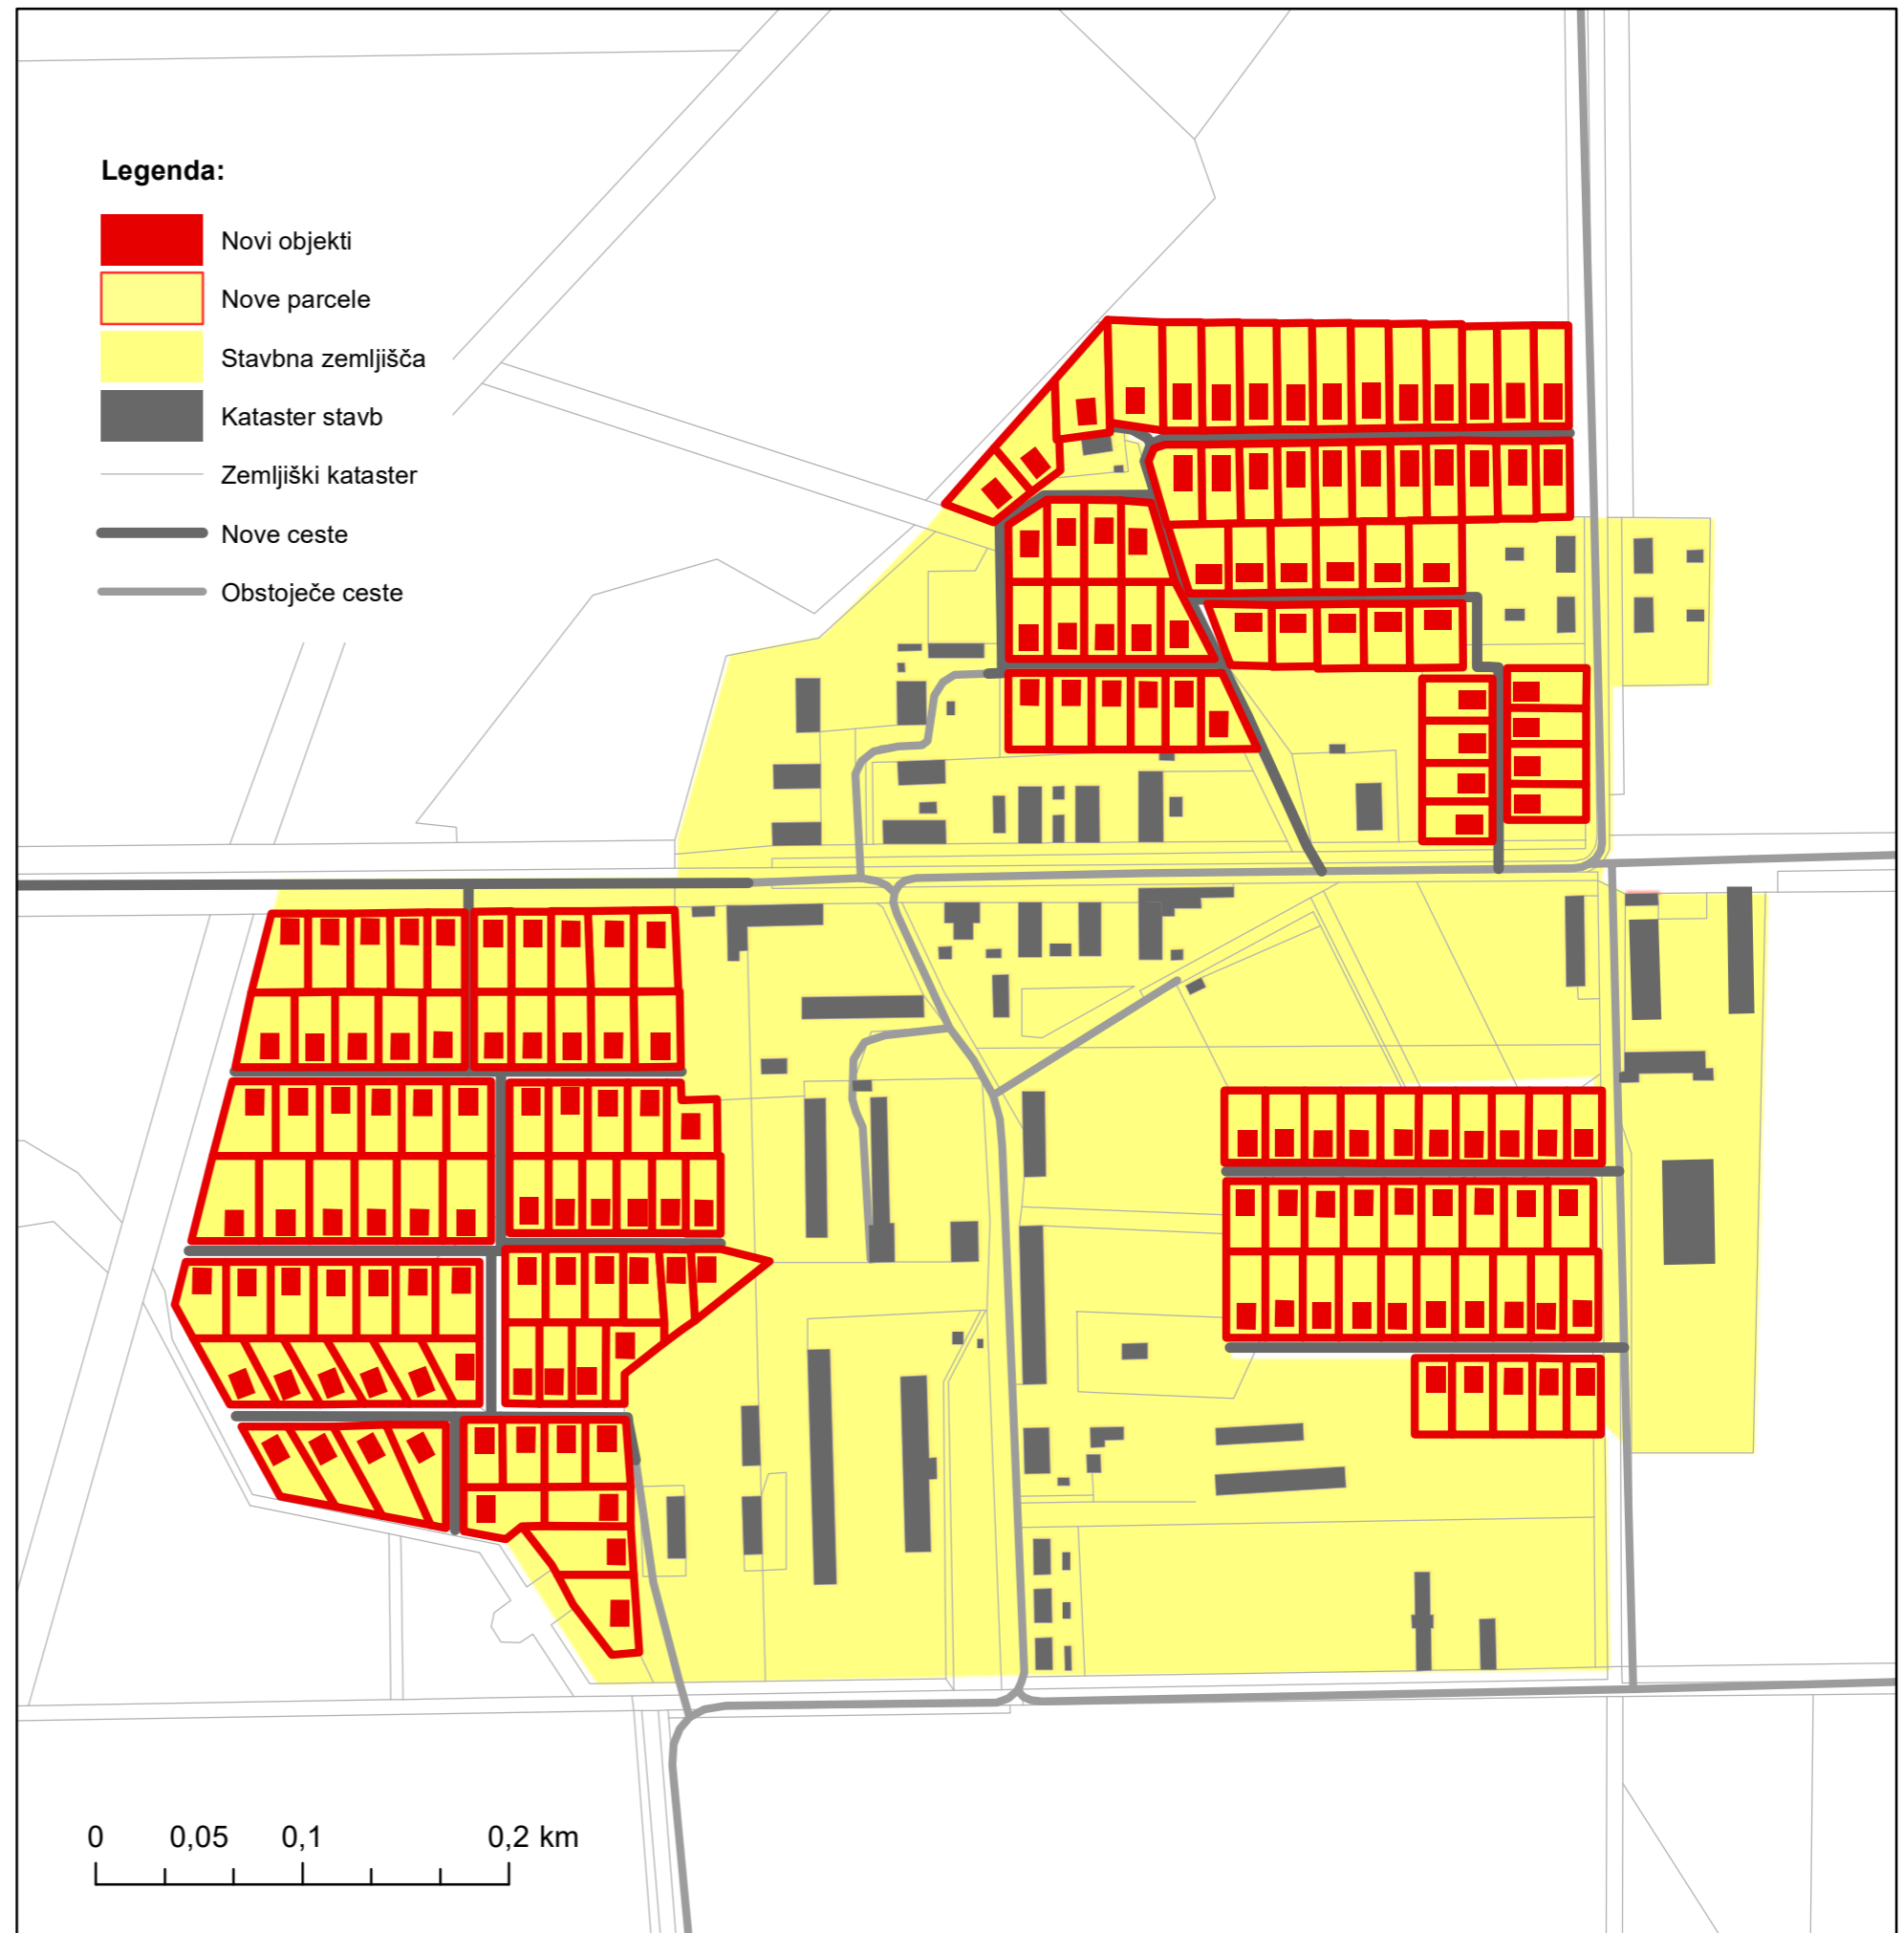 Legenda:
Novi objekti
Nove parcele
Stavbna zemljišča
Kataster stavb
Zemljiški kataster
Nove ceste
Obstoječe ceste
0 0,05 0,1 0,2 km